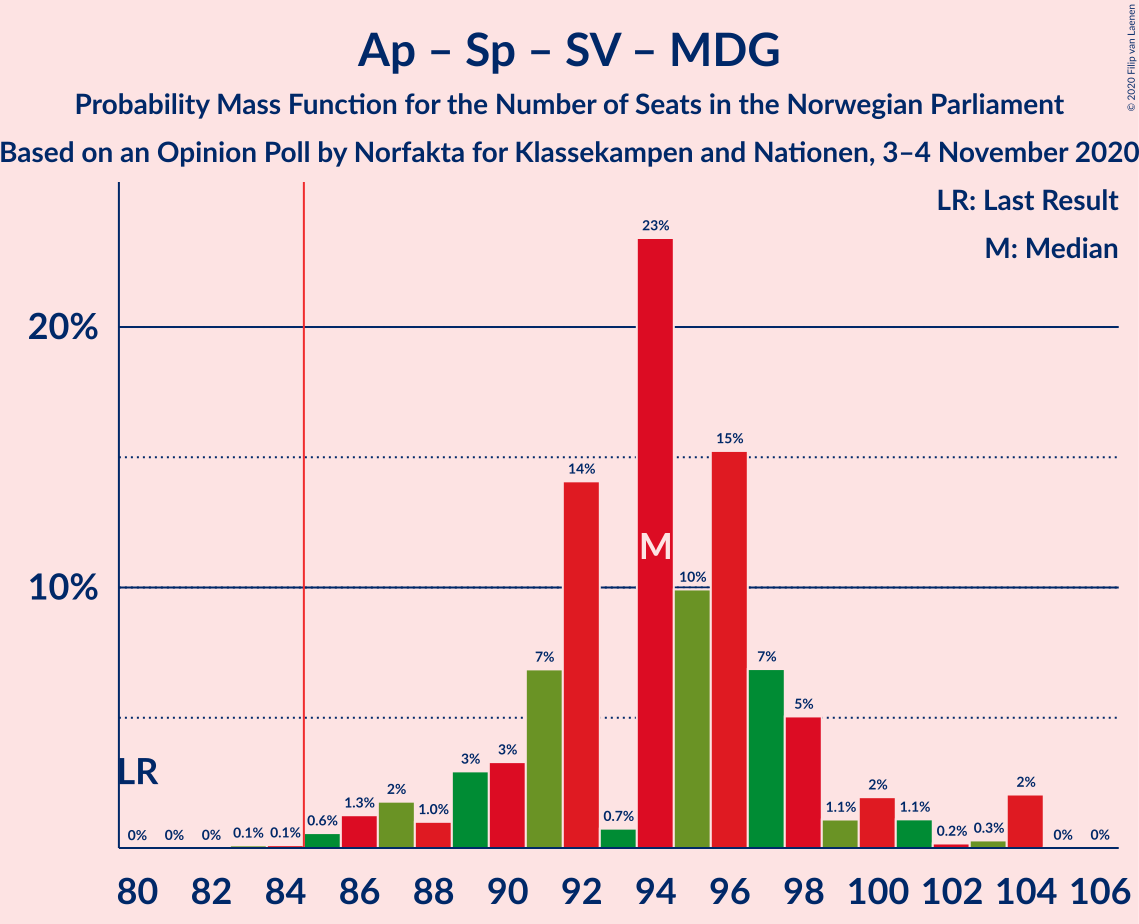 Ap – Sp – SV – MDG
Probability Mass Function for the Number of Seats in the Norwegian Parliament
Based on an Opinion Poll by Norfakta for Klassekampen and Nationen, 3–4 November 2020
© 2020 Filip van Laenen
LR: Last Result
M: Median
20%
10%
LR
M
0% 0% 0% 0.1% 0.1% 0.6% 1.3% 2% 1.0% 3% 3% 7% 14% 0.7% 23% 10% 15% 7% 5% 1.1% 2% 1.1% 0.2% 0.3% 2% 0% 0%
80 82 84 86 88 90 92 94 96 98 100 102 104 106